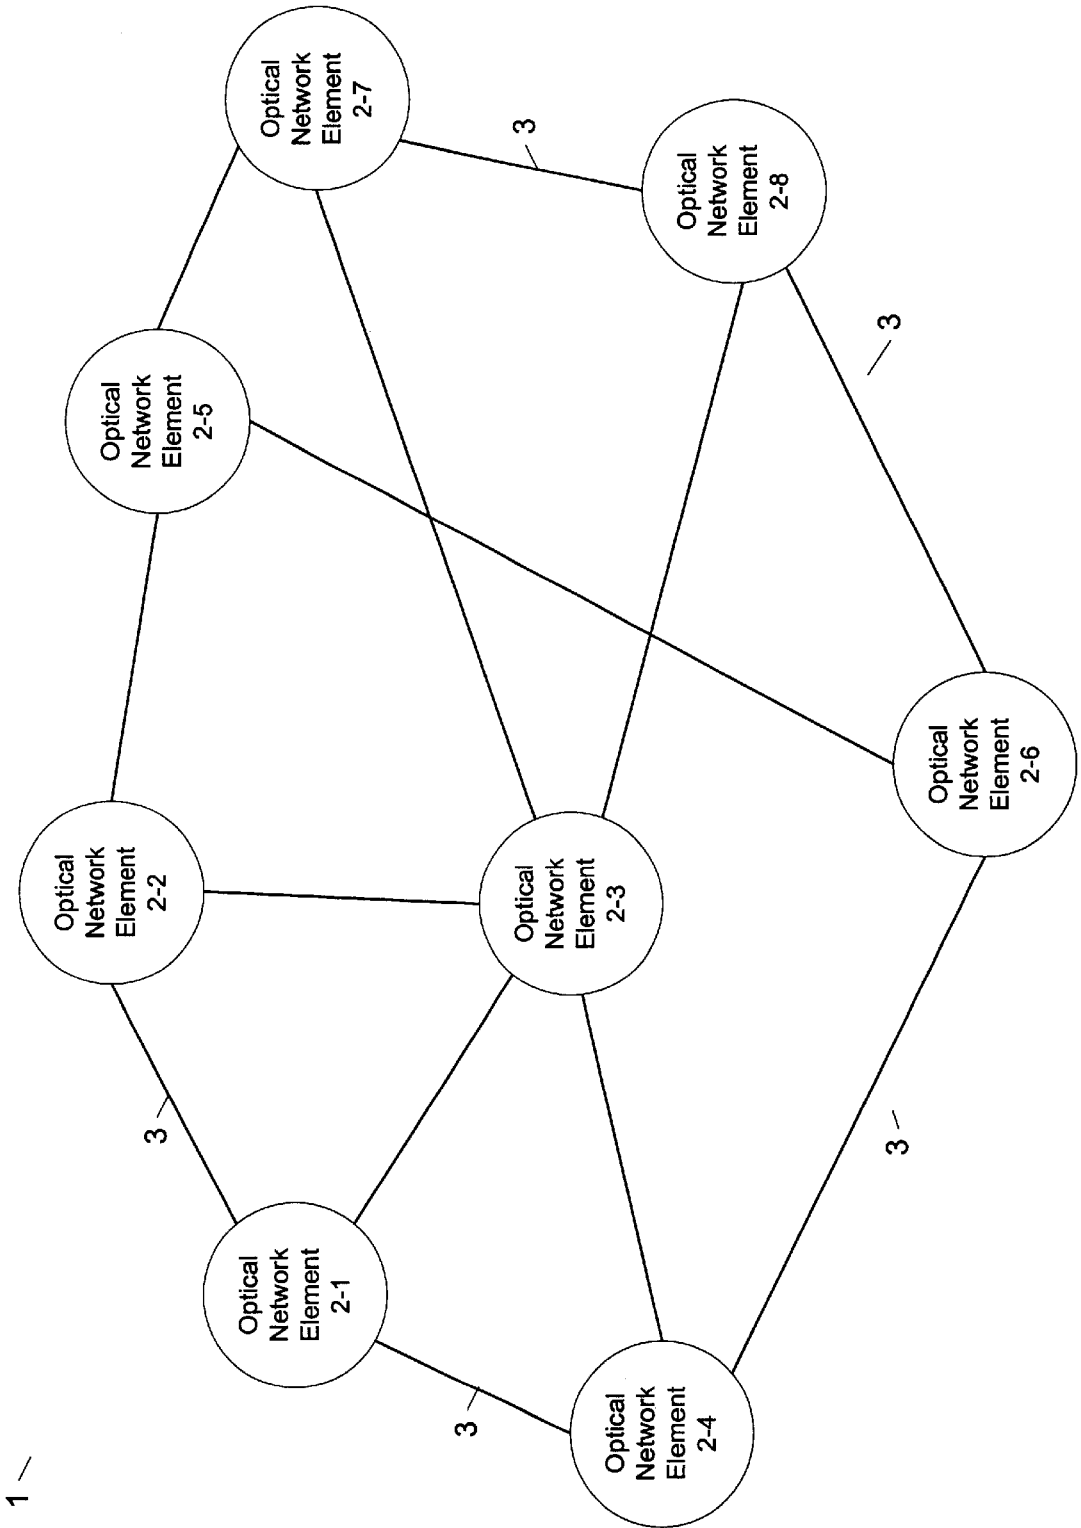 1
Optical
Network
Element
2-1
Optical
Network
Element
2-2
Optical
Network
Element
2-3
Optical
Network
Element
2-4
Optical
Network
Element
2-5
Optical
Network
Element
2-6
Optical
Network
Element
2-7
Optical
Network
Element
2-8
3
3
3
3
3